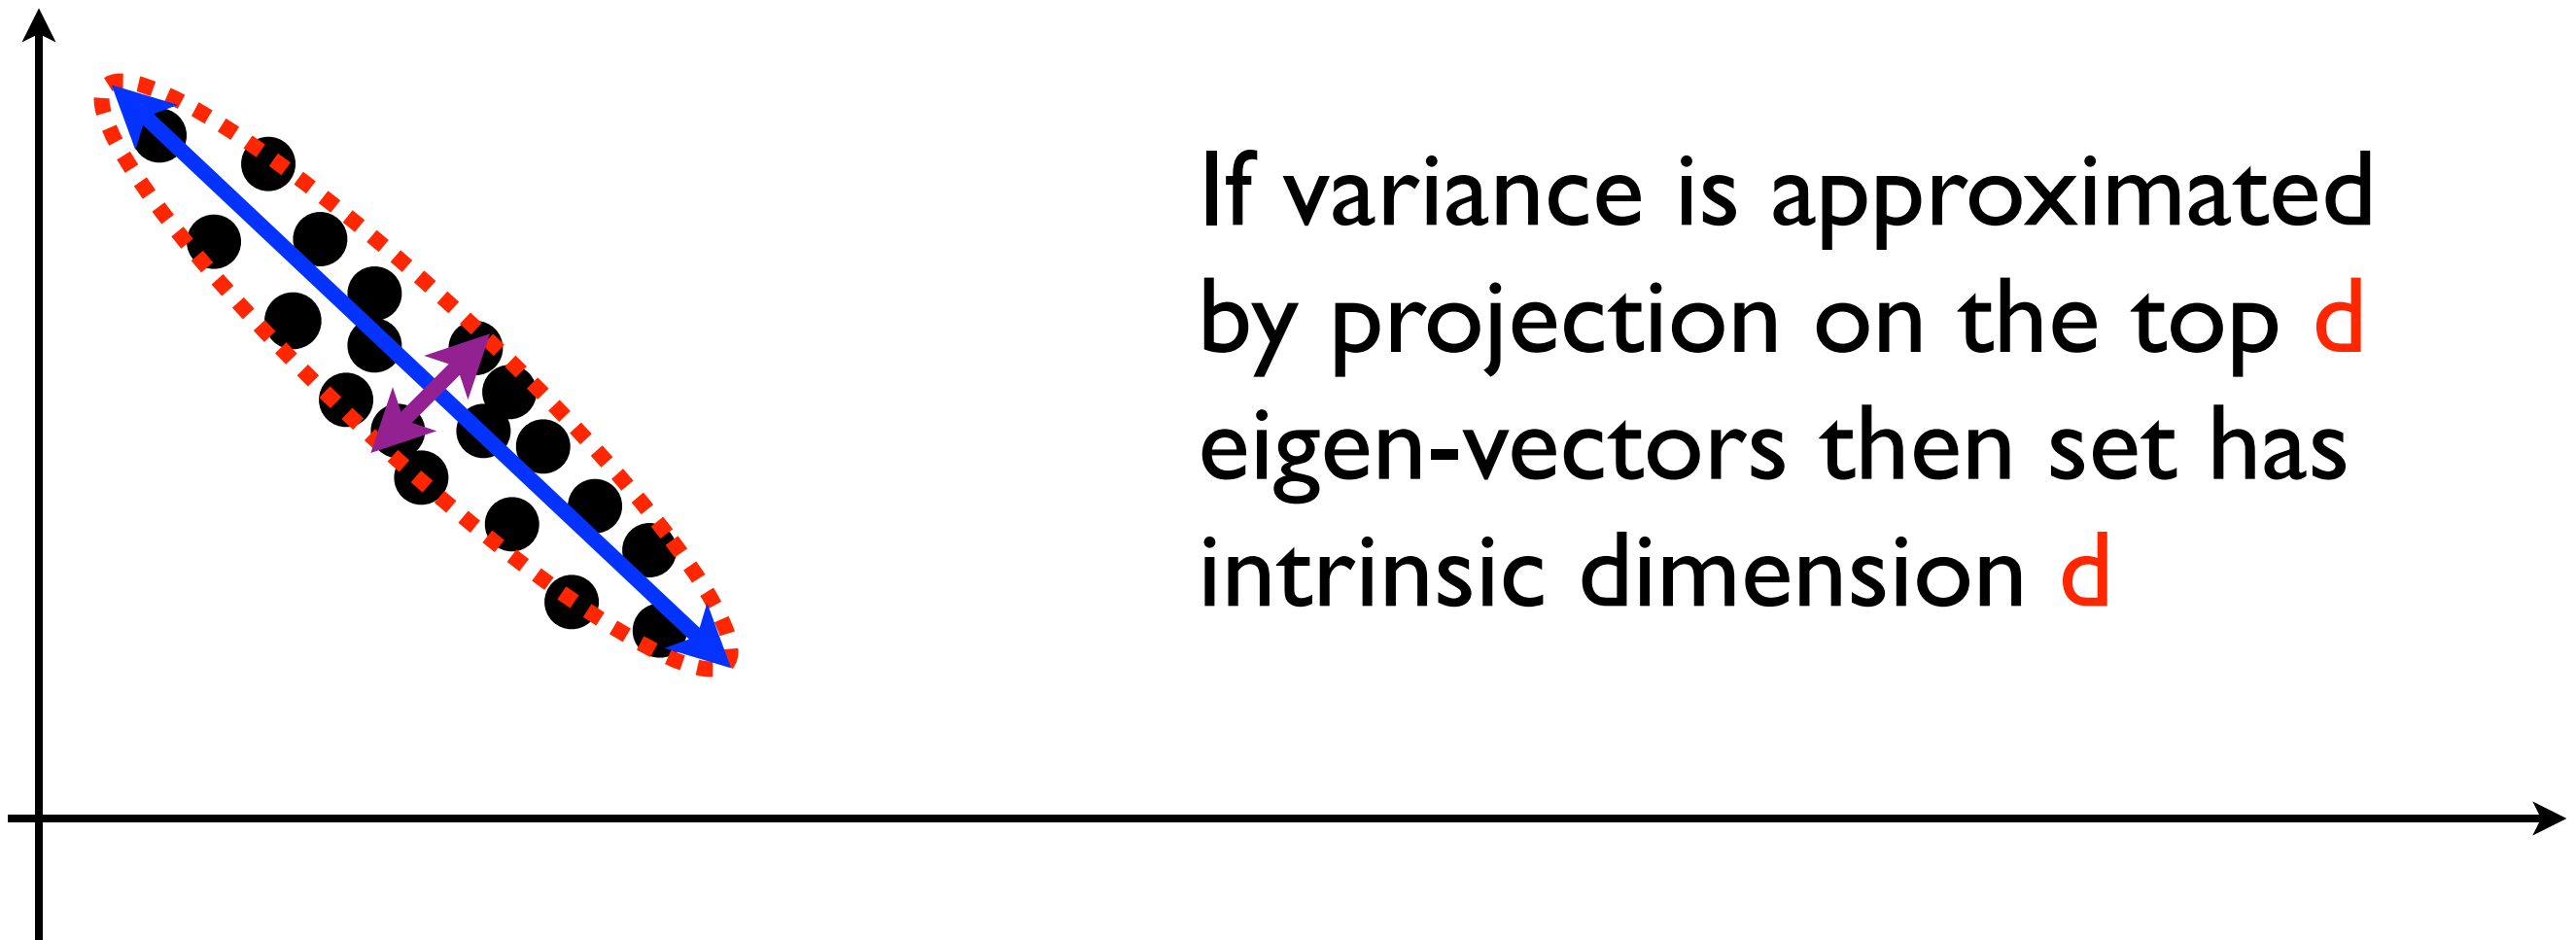 If variance is approximated
by projection on the top d
eigen-vectors then set has
intrinsic dimension d